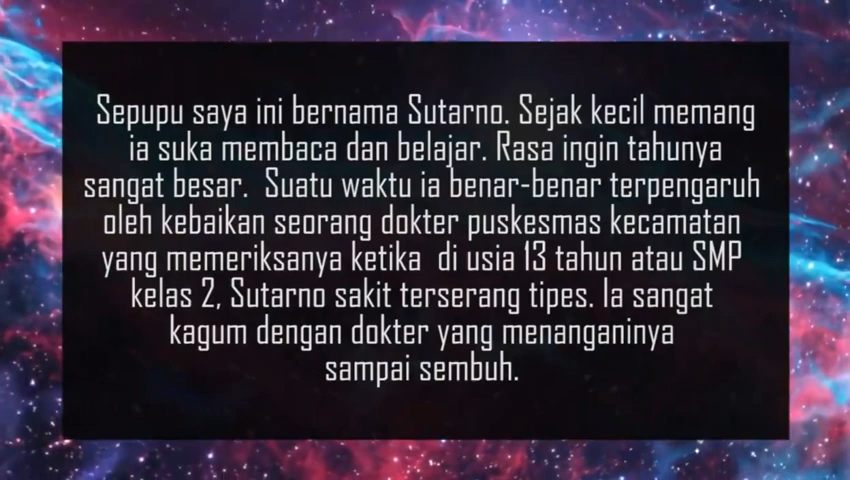 Sepupu saya ini bernama Sutarno. Sejak kecil memang
ia suka membaca dan belajar. Rasa ingin tahunya
sangat besar.  Suatu waktu ia benar-benar terpengaruh
oleh kebaikan seorang dokter puskesmas kecamatan
yang memeriksanya ketika  di usia 13 tahun atau SMP
kelas 2, Sutarno sakit terserang tipes. Ia sangat
kagum dengan dokter yang menanganinya
sampai sembuh.